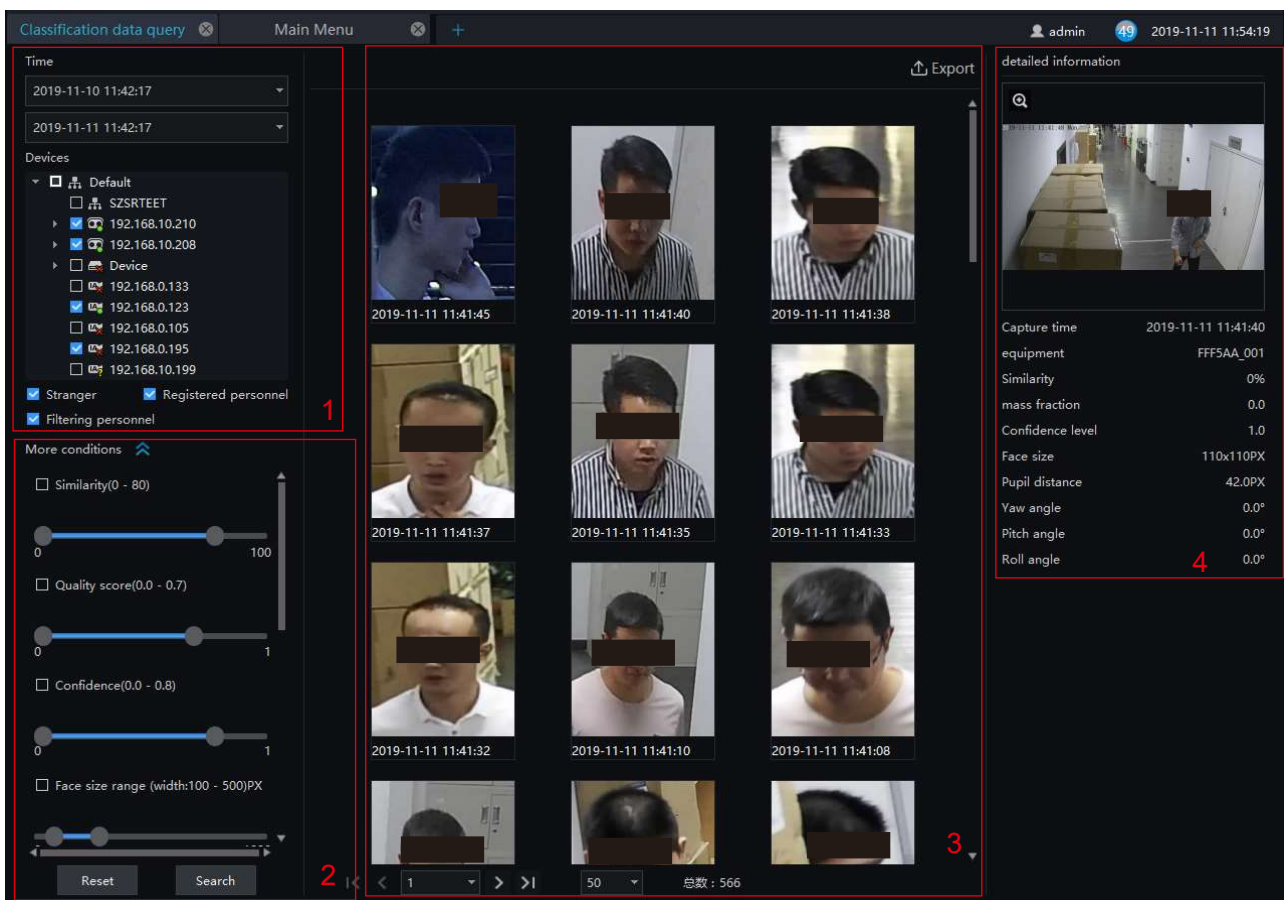 Classification data query
Main Menu
+
admin
49
2019-11-11 11:54:19
Time
2019-11-10 11:42:17
2019-11-11 11:42:17
Devices
Default
SZSRTEET
192.168.10.210
192.168.10.208
Device
192.168.0.133
192.168.0.123
192.168.0.105
192.168.0.195
192.168.10.199
Stranger
Registered personnel
Filtering personnel
1
More conditions
Similarity(0 - 80)
0
100
Quality score(0.0 - 0.7)
0
1
Confidence(0.0 - 0.8)
0
1
Face size range (width:100 - 500)PX
Reset
Search
2
Export
2019-11-11 11:41:45
2019-11-11 11:41:40
2019-11-11 11:41:38
2019-11-11 11:41:37
2019-11-11 11:41:35
2019-11-11 11:41:33
2019-11-11 11:41:32
2019-11-11 11:41:10
2019-11-11 11:41:08
3
1
50
总数：566
detailed information
Capture time 2019-11-11 11:41:40
equipment FFF5AA_001
Similarity 0%
mass fraction 0.0
Confidence level 1.0
Face size 110x110PX
Pupil distance 42.0PX
Yaw angle 0.0°
Pitch angle 0.0°
Roll angle 0.0°
4